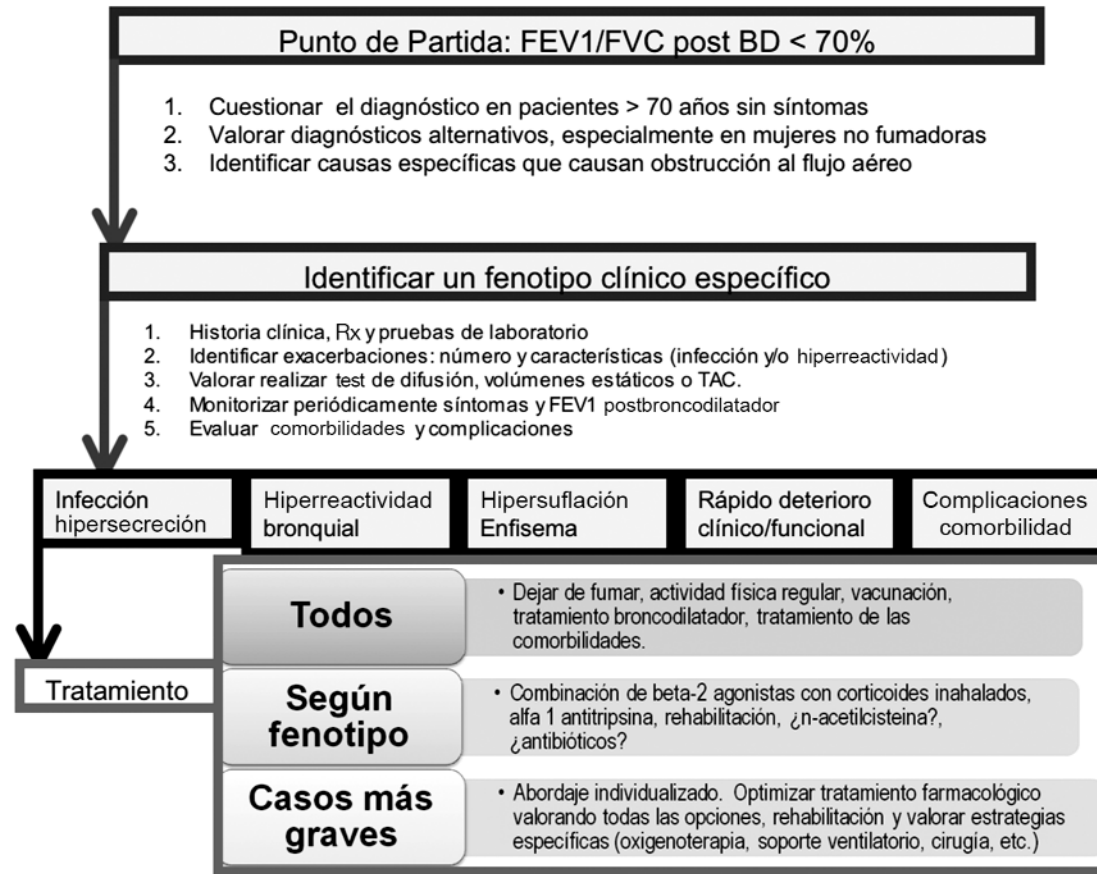 Punto de Partida: FEV1/FVC post BD < 70%
1. Cuestionar el diagnóstico en pacientes > 70 años sin síntomas
2. Valorar diagnósticos alternativos, especialmente en mujeres no fumadoras
3. Identificar causas específicas que causan obstrucción al flujo aéreo
Identificar un fenotipo clínico específico
1. Historia clínica, Rx y pruebas de laboratorio
2. Identificar exacerbaciones: número y características (infección y/o hiperreactividad)
3. Valorar realizar test de difusión, volúmenes estáticos o TAC.
4. Monitorizar periódicamente síntomas y FEV1 postbroncodilatador
5. Evaluar comorbilidades y complicaciones
Infección
hipersecreción
Hiperreactividad
bronquial
Hipersuflación
Enfisema
Rápido deterioro
clínico/funcional
Complicaciones
comorbilidad
Tratamiento
Todos
• Dejar de fumar, actividad física regular, vacunación,
tratamiento broncodilatador, tratamiento de las
comorbilidades.
Según
fenotipo
• Combinación de beta-2 agonistas con corticoides inahalados,
alfa 1 antitripsina, rehabilitación, ¿n-acetilcisteina?,
¿antibióticos?
Casos más
graves
• Abordaje individualizado. Optimizar tratamiento farmacológico
valorando todas las opciones, rehabilitación y valorar estrategias
específicas (oxigenoterapia, soporte ventilatorio, cirugía, etc.)